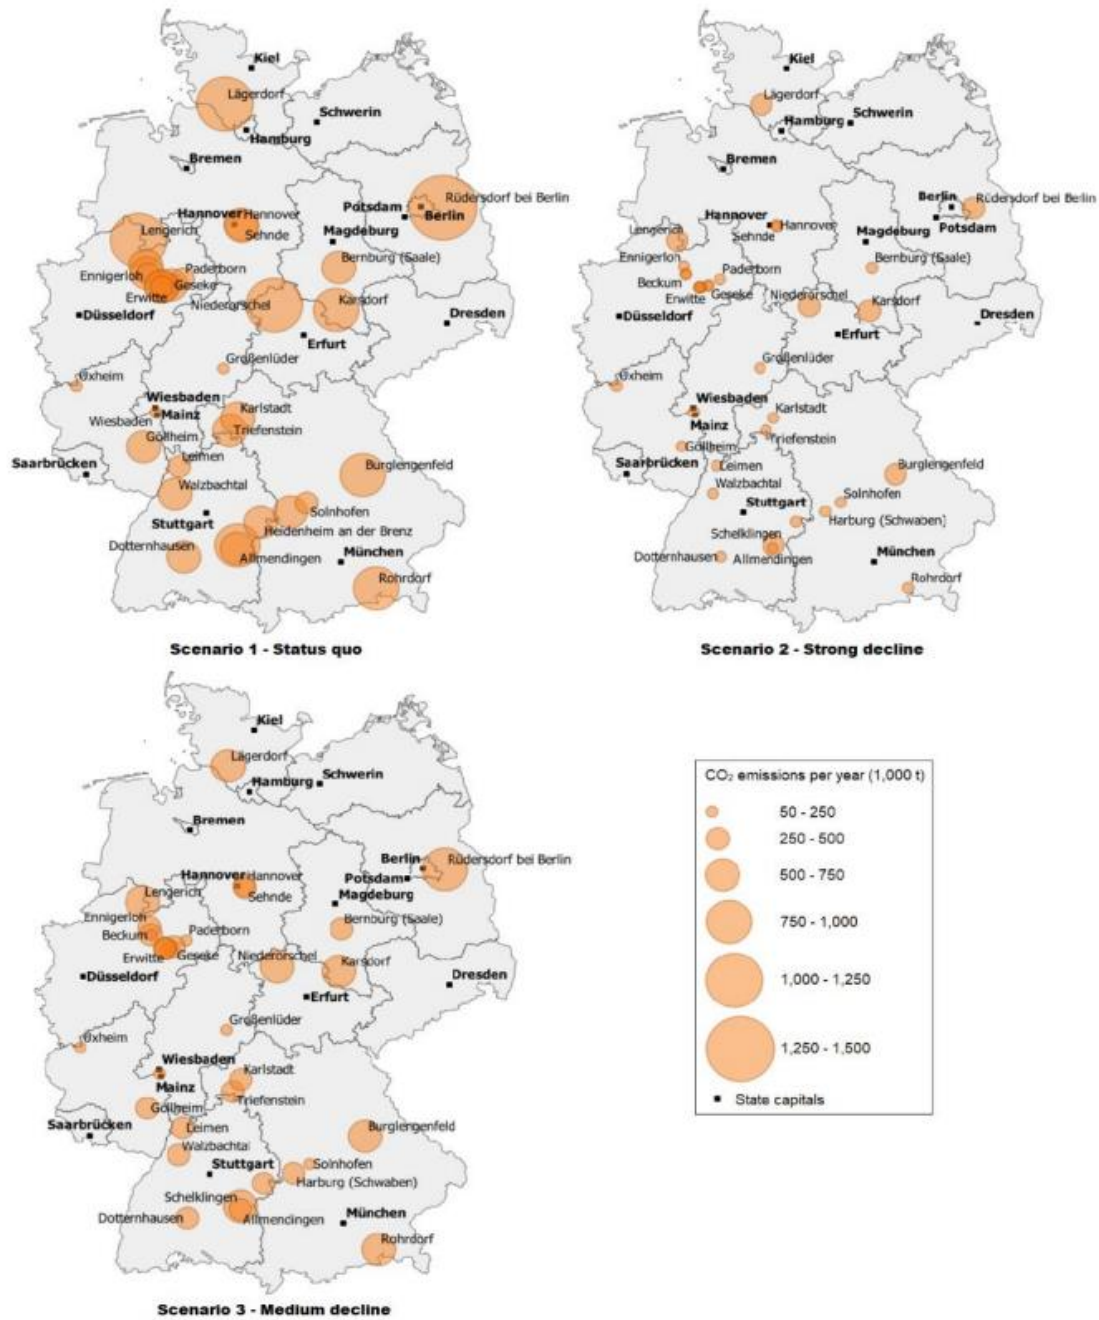 Kiel
Lägerdorf
Schwerin
Hamburg
Bremen
Rüdersdorf bei Berlin
Hannover Hannover
Potsdam
Berlin
Lengerich
Sehnde
Magdeburg
Bernburg (Saale)
Ennigerloh
Paderborn
Geseke
Erwitte
Niederorschel
Karsdorf
Düsseldorf
Dresden
Erfurt
Großenlüder
Üxheim
Wiesbaden
Karlstadt
Wiesbaden
Mainz
Triefenstein
Göllheim
Saarbrücken
Leimen
Burglengenfeld
Walzbachtal
Solnhofen
Stuttgart
Heidenheim an der Brenz
Dotternhausen
Allmendingen
München
Rohrdorf
Scenario 1 - Status quo
Kiel
Lägerdorf
Hamburg
Schwerin
Bremen
Berlin
Rüdersdorf bei Berlin
Hannover
Hannover
Potsdam
Lengerich
Sehnde
Magdeburg
Ennigerloh
Bernburg (Saale)
Paderborn
Beckum
Erwitte
Geseke
Niederorschel
Karsdorf
Düsseldorf
Dresden
Erfurt
Großenlüder
Üxheim
Wiesbaden
Karlstadt
Mainz
Triefenstein
Göllheim
Saarbrücken
Leimen
Burglengenfeld
Walzbachtal
Solnhofen
Stuttgart
Harburg (Schwaben)
Schelklingen
Dotternhausen
Allmendingen
München
Rohrdorf
Scenario 2 - Strong decline
Kiel
Lägerdorf
Hamburg
Schwerin
Bremen
Berlin
Rüdersdorf bei Berlin
Hannover Hannover
Potsdam
Lengerich
Sehnde
Magdeburg
Ennigerloh
Bernburg (Saale)
Beckum
Paderborn
Erwitte
Geseke
Niederorschel
Karsdorf
Düsseldorf
Dresden
Erfurt
Großenlüder
Üxheim
Wiesbaden
Karlstadt
Mainz
Triefenstein
Göllheim
Saarbrücken
Leimen
Burglengenfeld
Walzbachtal
Stuttgart
Solnhofen
Harburg (Schwaben)
Schelklingen
Dotternhausen
Allmendingen
München
Rohrdorf
Scenario 3 - Medium decline
CO₂ emissions per year (1,000 t)
50 - 250
250 - 500
500 - 750
750 - 1,000
1,000 - 1,250
1,250 - 1,500
State capitals